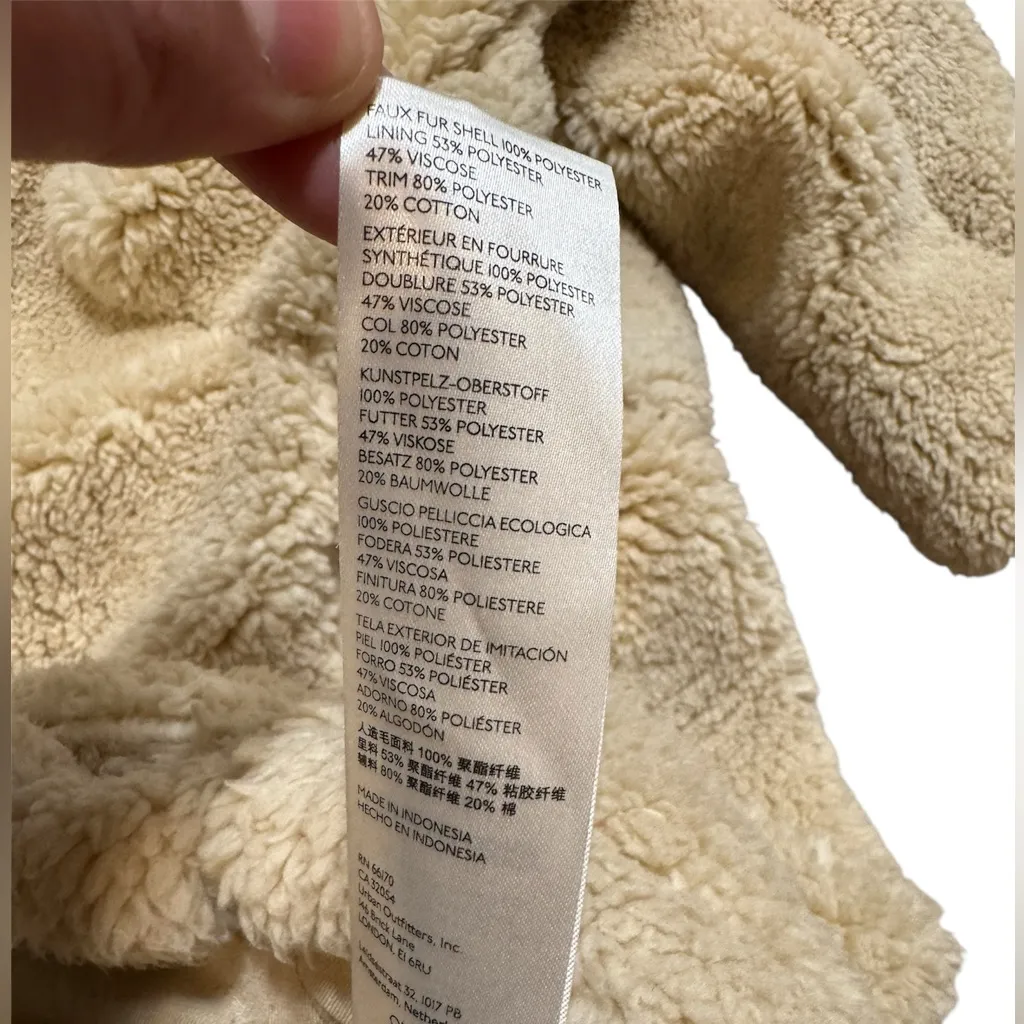 FAUX FUR SHELL 100% POLYESTER
LINING 53% POLYESTER
47% VISCOSE
TRIM 80% POLYESTER
20% COTTON
EXTÉRIEUR EN FOURRURE
SYNTHÉTIQUE 100% POLYESTER
DOUBLURE 53% POLYESTER
47% VISCOSE
COL 80% POLYESTER
20% COTON
KUNSTPELZ-OBERSTOFF
100% POLYESTER
FUTTER 53% POLYESTER
47% VISKOSE
BESATZ 80% POLYESTER
20% BAUMWOLLE
GUSCIO PELLICCIA ECOLOGICA
100% POLIESTERE
FODERA 53% POLIESTERE
47% VISCOSA
FINITURA 80% POLIESTERE
20% COTONE
TELA EXTERIOR DE IMITACIÓN
PIEL 100% POLIÉSTER
FORRO 53% POLIÉSTER
47% VISCOSA
ADORNO 80% POLIÉSTER
20% ALGODÓN
人造毛面料 100% 聚酯纤维
里料 53% 聚酯纤维 47% 粘胶纤维
辅料 80% 聚酯纤维 20% 棉
MADE IN INDONESIA
HECHO EN INDONESIA
RN 66170
CA 32054
Urban Outfitters, Inc.
146 Brick Lane
LONDON, E1 6RU
Leidsestraat 32, 1017 PB
Amsterdam,